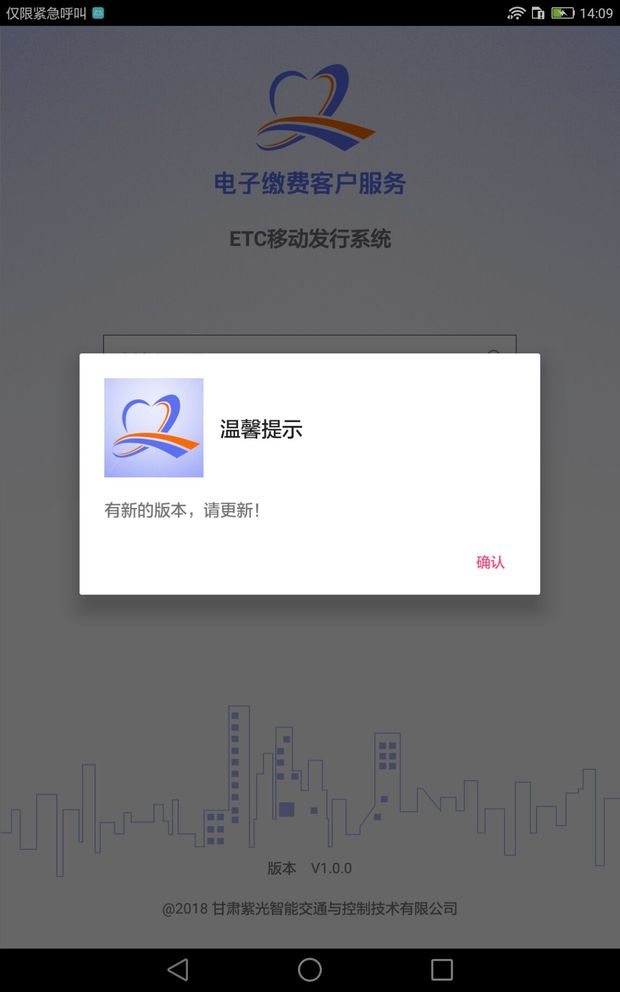 仅限紧急呼叫
14:09
电子缴费客户服务
ETC移动发行系统
温馨提示
有新的版本，请更新！
确认
版本 V1.0.0
@2018 甘肃紫光智能交通与控制技术有限公司